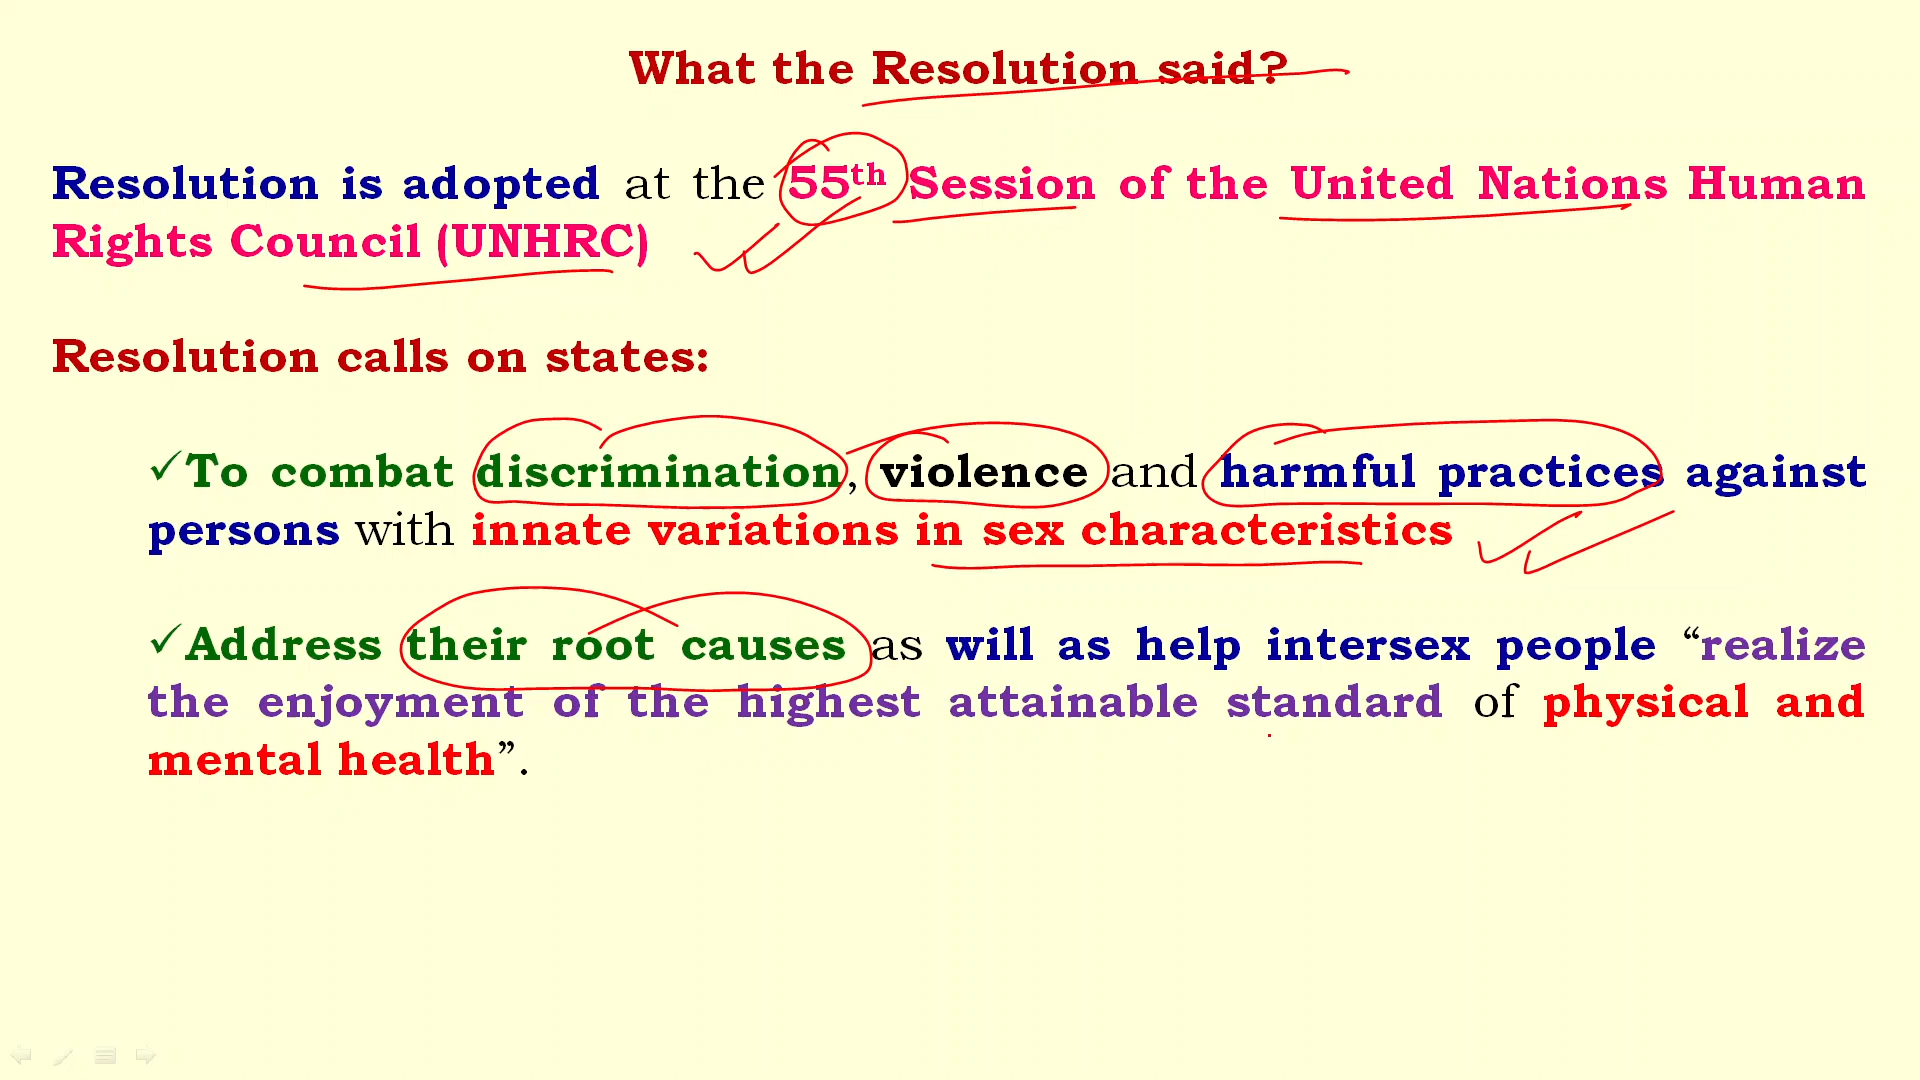 What the Resolution said?
Resolution is adopted at the 55th Session of the United Nations Human
Rights Council (UNHRC)
Resolution calls on states:
✓To combat discrimination, violence and harmful practices against
persons with innate variations in sex characteristics
✓Address their root causes as will as help intersex people “realize
the enjoyment of the highest attainable standard of physical and
mental health”.